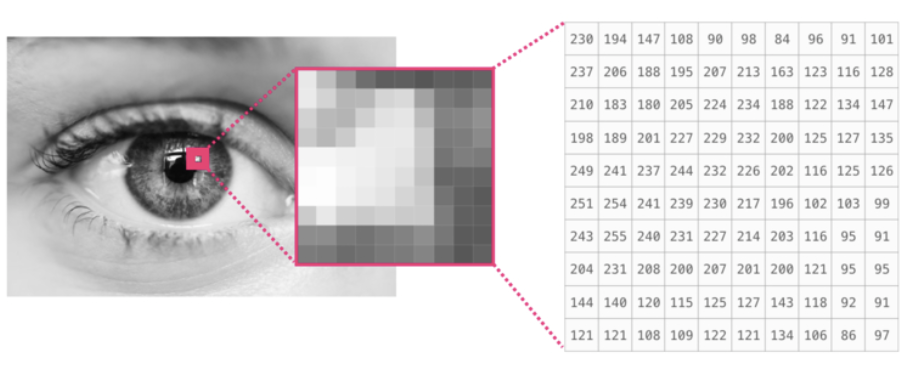 230 194 147 108 90 98 84 96 91 101
237 206 188 195 207 213 163 123 116 128
210 183 180 205 224 234 188 122 134 147
198 189 201 227 229 232 200 125 127 135
249 241 237 244 232 226 202 116 125 126
251 254 241 239 230 217 196 102 103 99
243 255 240 231 227 214 203 116 95 91
204 231 208 200 207 201 200 121 95 95
144 140 120 115 125 127 143 118 92 91
121 121 108 109 122 121 134 106 86 97